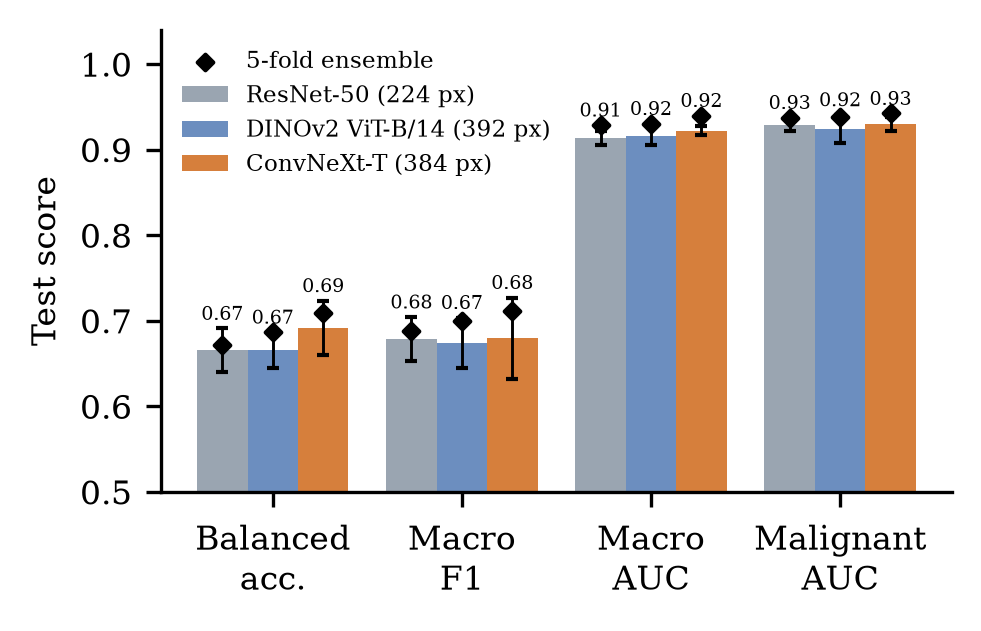 1.0
0.9
0.8
0.7
0.6
0.5
Test score
5-fold ensemble
ResNet-50 (224 px)
DINOv2 ViT-B/14 (392 px)
ConvNeXt-T (384 px)
0.67
0.67
0.69
0.68
0.67
0.68
0.91
0.92
0.92
0.93
0.92
0.93
Balanced
acc.
Macro
F1
Macro
AUC
Malignant
AUC